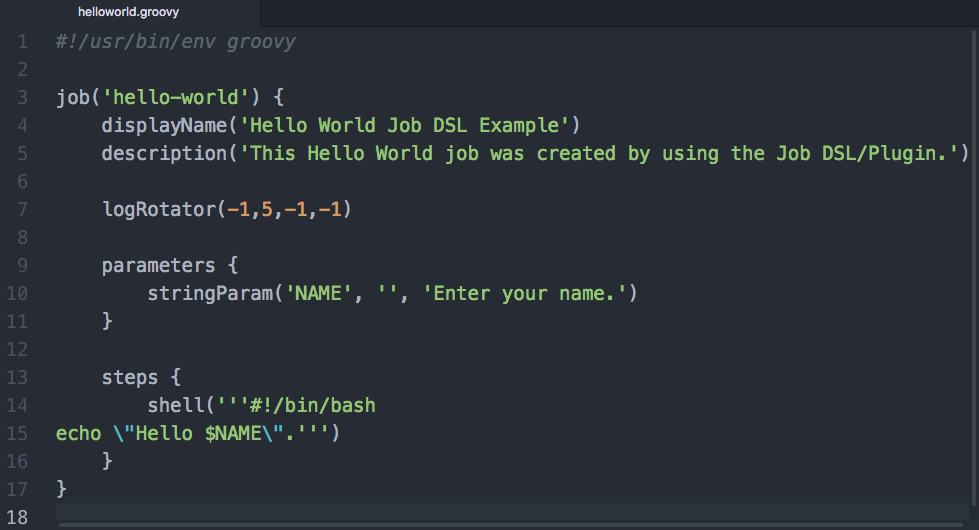 helloworld.groovy
1 #!/usr/bin/env groovy
2
3 job('hello-world') {
4     displayName('Hello World Job DSL Example')
5     description('This Hello World job was created by using the Job DSL/Plugin.')
6
7     logRotator(-1,5,-1,-1)
8
9     parameters {
10         stringParam('NAME', '', 'Enter your name.')
11     }
12
13     steps {
14         shell('''#!/bin/bash
15 echo \"Hello $NAME\".''')
16     }
17 }
18